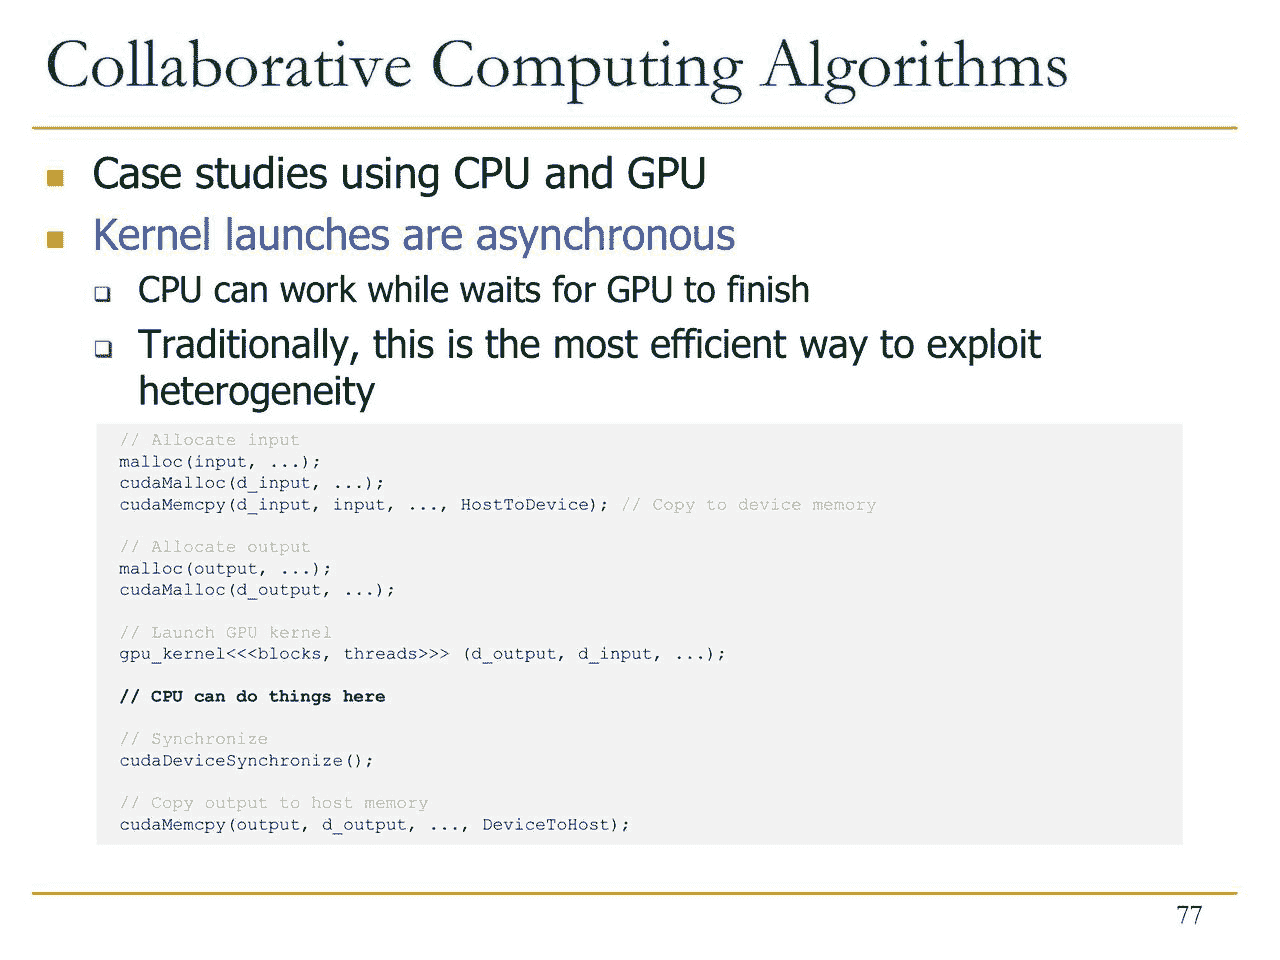 Collaborative Computing Algorithms
Case studies using CPU and GPU
Kernel launches are asynchronous
CPU can work while waits for GPU to finish
Traditionally, this is the most efficient way to exploit
heterogeneity
// Allocate input
malloc(input, ...);
cudaMalloc(d_input, ...);
cudaMemcpy(d_input, input, ..., HostToDevice); // Copy to device memory
// Allocate output
malloc(output, ...);
cudaMalloc(d_output, ...);
// Launch GPU kernel
gpu_kernel<<<blocks, threads>>> (d_output, d_input, ...);
// CPU can do things here
// Synchronize
cudaDeviceSynchronize();
// Copy output to host memory
cudaMemcpy(output, d_output, ..., DeviceToHost);
77